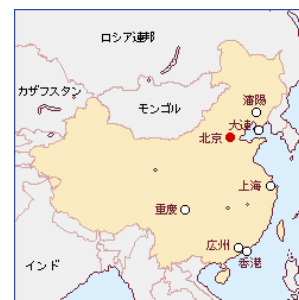 ロシア連邦
カザフスタン
モンゴル
瀋陽
大連
北京
上海
重慶
広州
香港
インド